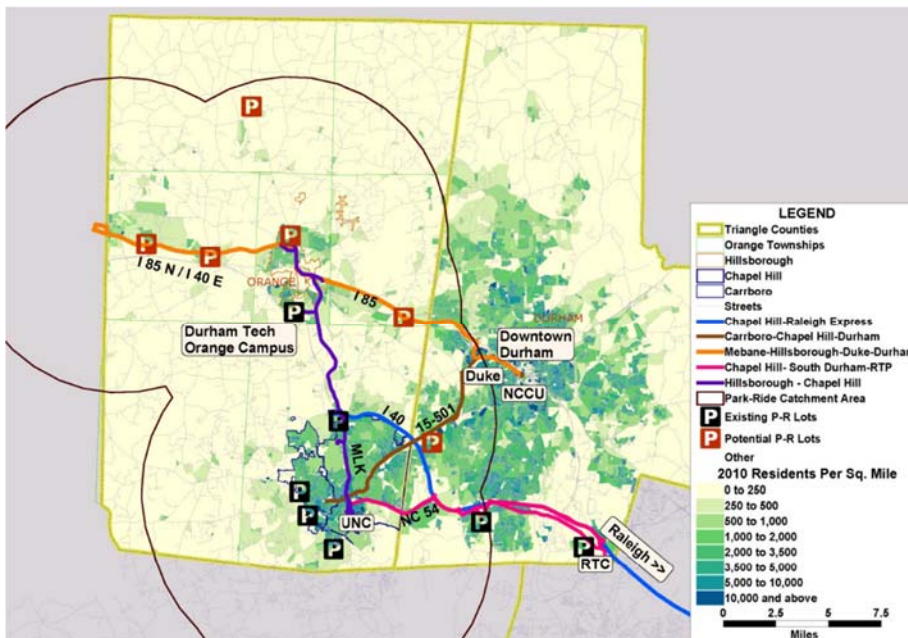 P
P
P
P
I 85 N / I 40 E
ORANGE
I 85
P
P
Durham Tech
Orange Campus
DURHAM
Downtown
Durham
Duke
NCCU
P
I 40
15-501
P
MLK
P
P
UNC
NC 54
P
P
P
RTC
Raleigh >>
LEGEND
Triangle Counties
Orange Townships
Hillsborough
Chapel Hill
Carrboro
Streets
Chapel Hill-Raleigh Express
Carrboro-Chapel Hill-Durham
Mebane-Hillsborough-Duke-Durham
Chapel Hill- South Durham-RTP
Hillsborough - Chapel Hill
Park-Ride Catchment Area
P Existing P-R Lots
P Potential P-R Lots
Other
2010 Residents Per Sq. Mile
0 to 250
250 to 500
500 to 1,000
1,000 to 2,000
2,000 to 3,500
3,500 to 5,000
5,000 to 10,000
10,000 and above
0 2.5 5 7.5
Miles